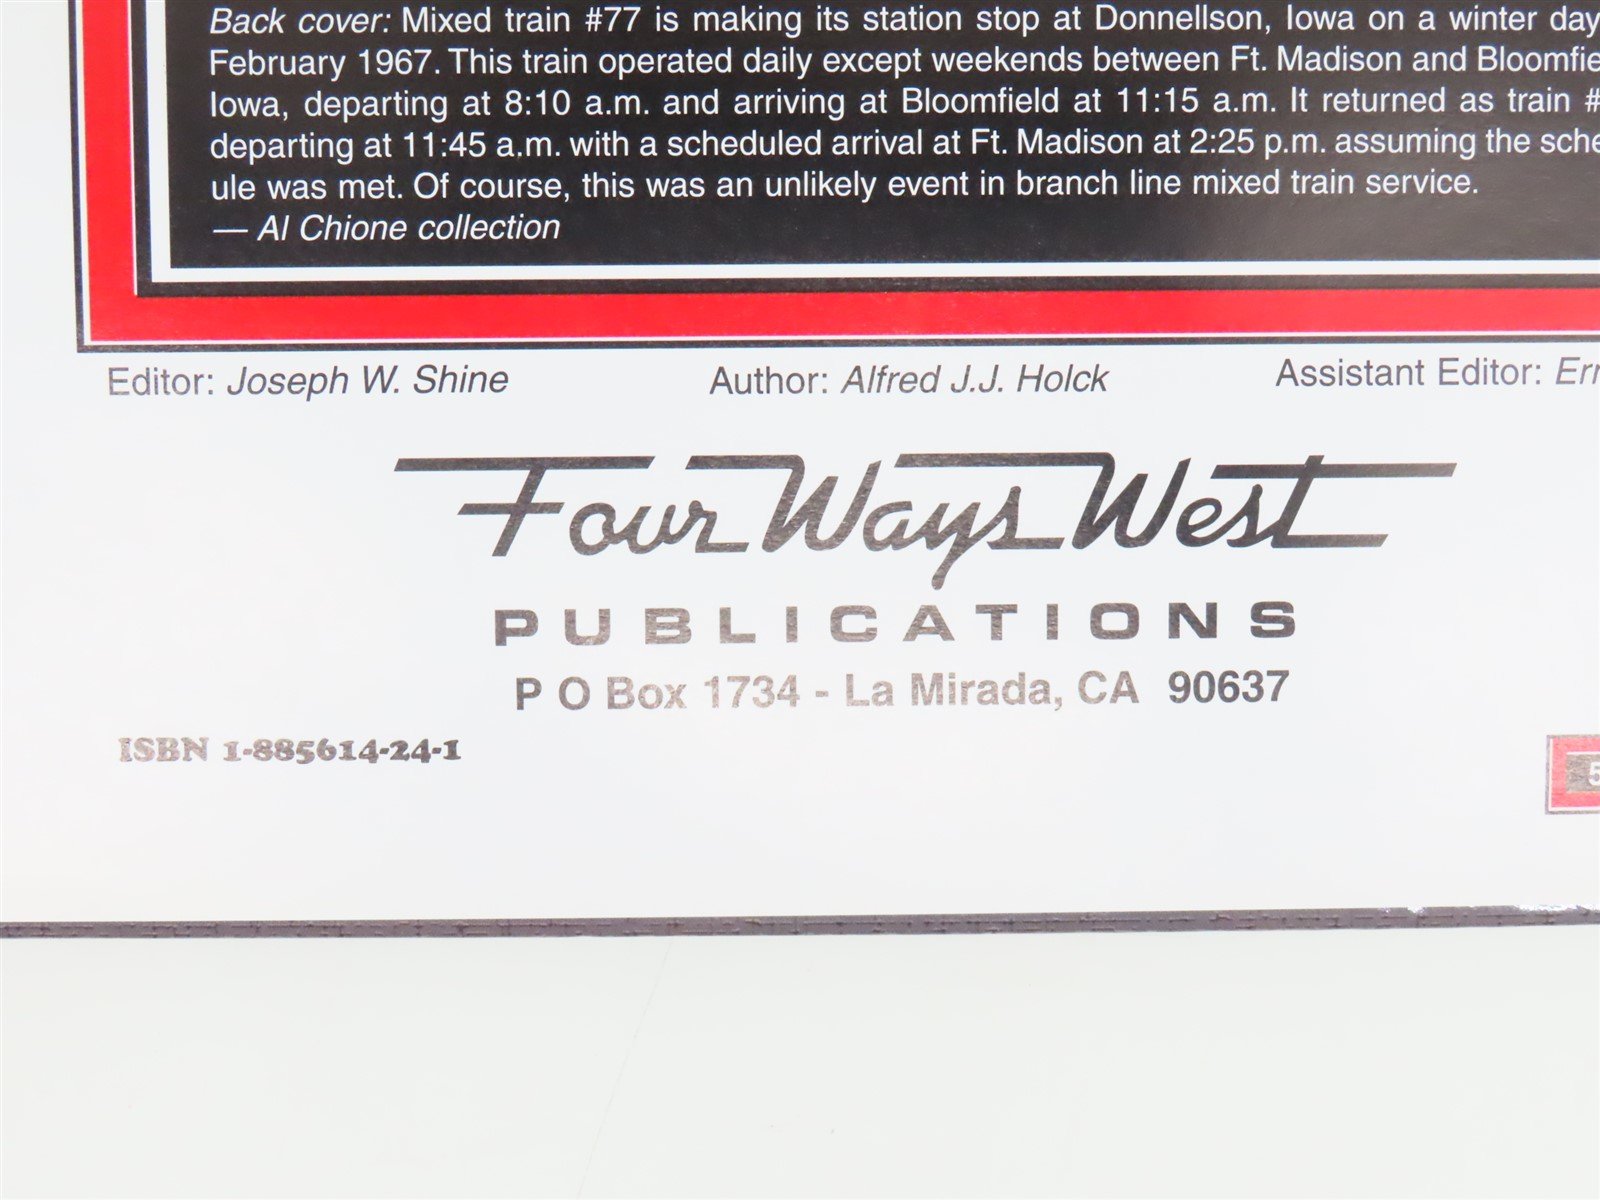 Back cover: Mixed train #77 is making its station stop at Donnellson, Iowa on a winter day
February 1967. This train operated daily except weekends between Ft. Madison and
Iowa, departing at 8:10 a.m. and arriving at Bloomfield at 11:15 a.m. It returned as train #
departing at 11:45 a.m. with a scheduled arrival at Ft. Madison at 2:25 p.m. assuming the
ule was met. Of course, this was an unlikely event in branch line mixed train service.
— Al Chione collection
Editor: Joseph W. Shine Author: Alfred J.J. Holck Assistant Editor:
Four Ways West
PUBLICATIONS
P O Box 1734 - La Mirada, CA 90637
ISBN 1-885614-24-1